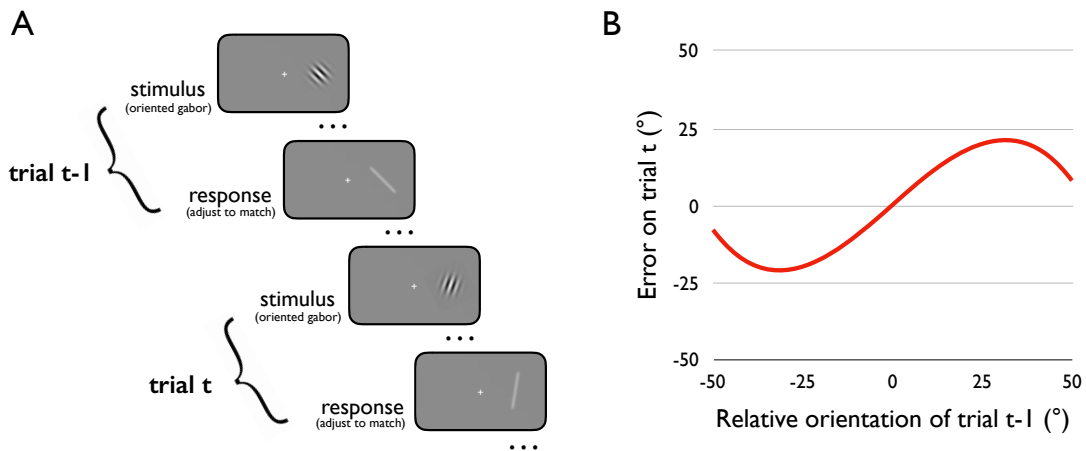 A
stimulus
(oriented gabor)
...
trial t-1
response
(adjust to match)
...
stimulus
(oriented gabor)
...
trial t
response
(adjust to match)
...
B
Error on trial t (°)
50
25
0
-25
-50
-50 -25 0 25 50
Relative orientation of trial t-1 (°)